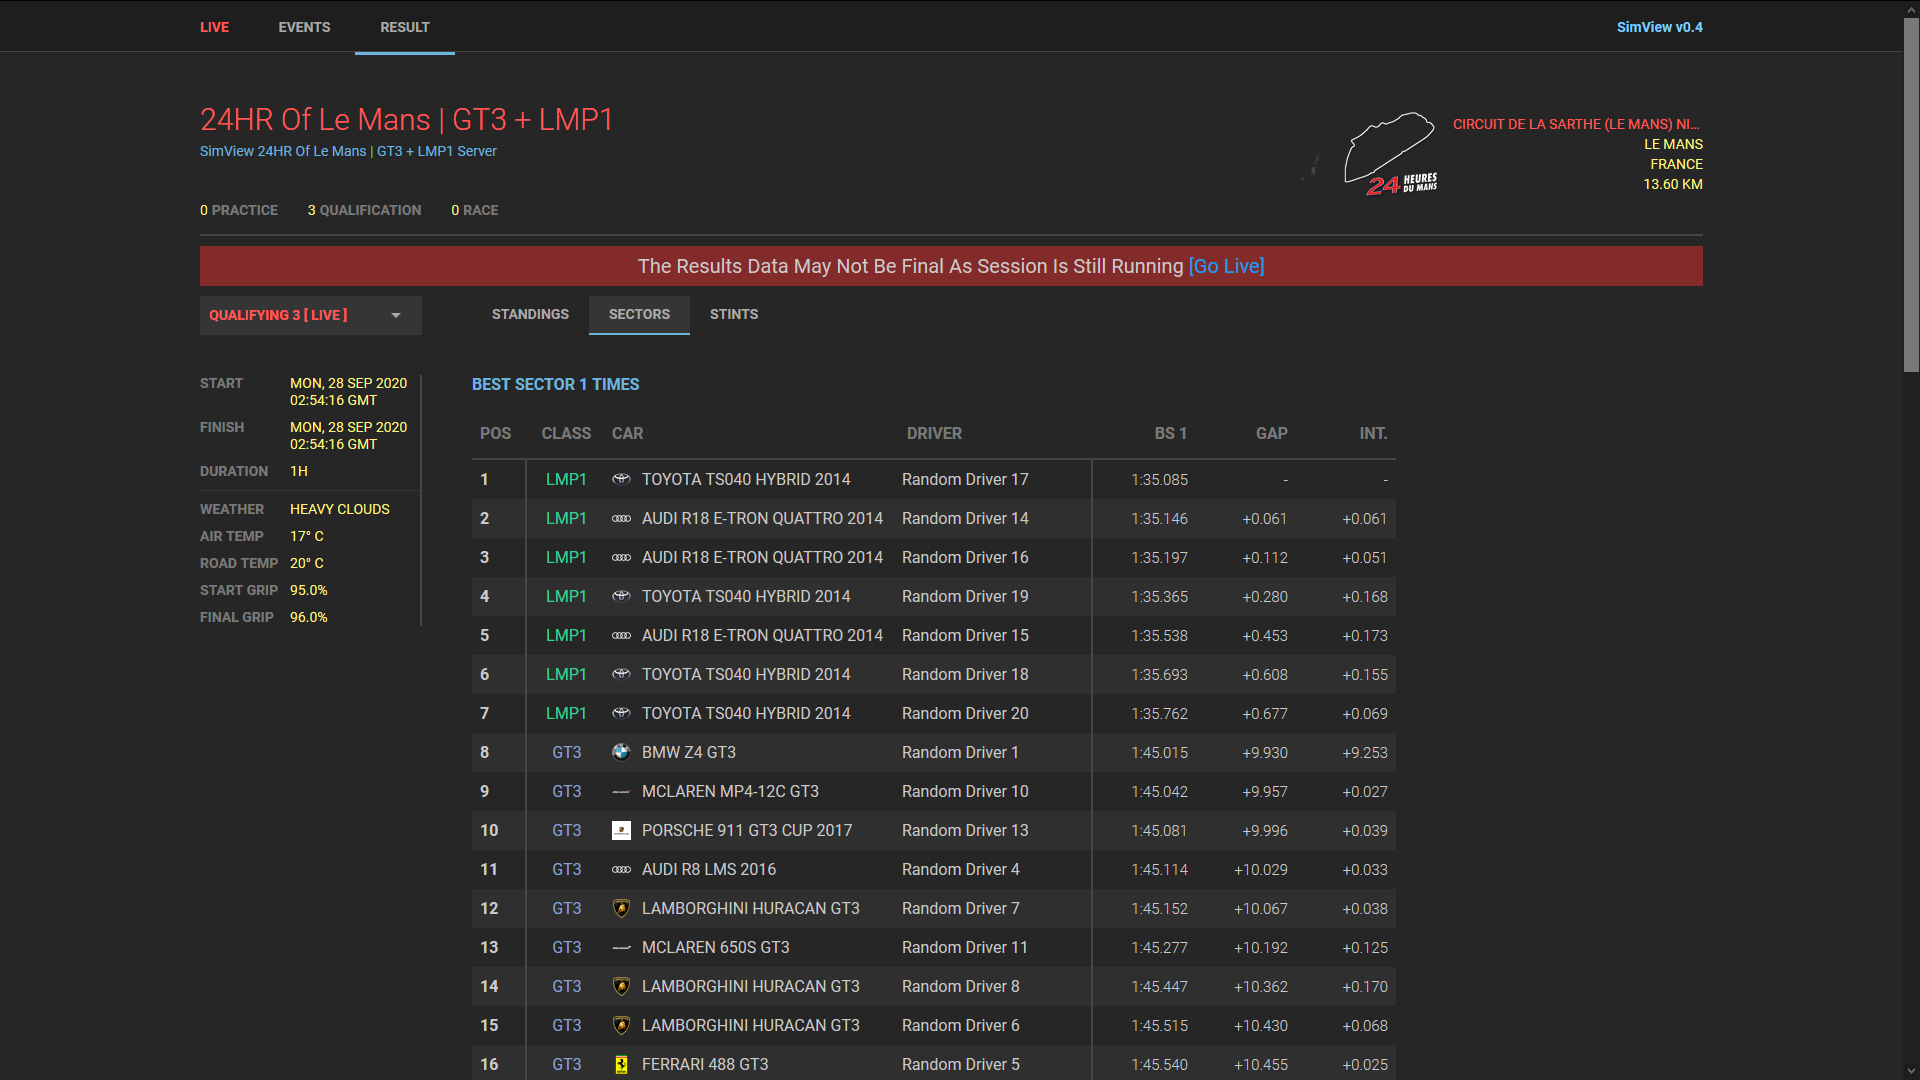 LIVE EVENTS RESULT SimView v0.4
24HR Of Le Mans | GT3 + LMP1
SimView 24HR Of Le Mans | GT3 + LMP1 Server
0 PRACTICE 3 QUALIFICATION 0 RACE
24 HEURES DU MANS
CIRCUIT DE LA SARTHE (LE MANS) NI...
LE MANS
FRANCE
13.60 KM
The Results Data May Not Be Final As Session Is Still Running [Go Live]
QUALIFYING 3 [ LIVE ]
STANDINGS SECTORS STINTS
START MON, 28 SEP 2020
02:54:16 GMT
FINISH MON, 28 SEP 2020
02:54:16 GMT
DURATION 1H
WEATHER HEAVY CLOUDS
AIR TEMP 17° C
ROAD TEMP 20° C
START GRIP 95.0%
FINAL GRIP 96.0%
BEST SECTOR 1 TIMES
POS CLASS CAR DRIVER BS 1 GAP INT.
1 LMP1 TOYOTA TS040 HYBRID 2014 Random Driver 17 1:35.085 - -
2 LMP1 AUDI R18 E-TRON QUATTRO 2014 Random Driver 14 1:35.146 +0.061 +0.061
3 LMP1 AUDI R18 E-TRON QUATTRO 2014 Random Driver 16 1:35.197 +0.112 +0.051
4 LMP1 TOYOTA TS040 HYBRID 2014 Random Driver 19 1:35.365 +0.280 +0.168
5 LMP1 AUDI R18 E-TRON QUATTRO 2014 Random Driver 15 1:35.538 +0.453 +0.173
6 LMP1 TOYOTA TS040 HYBRID 2014 Random Driver 18 1:35.693 +0.608 +0.155
7 LMP1 TOYOTA TS040 HYBRID 2014 Random Driver 20 1:35.762 +0.677 +0.069
8 GT3 BMW Z4 GT3 Random Driver 1 1:45.015 +9.930 +9.253
9 GT3 MCLAREN MP4-12C GT3 Random Driver 10 1:45.042 +9.957 +0.027
10 GT3 PORSCHE 911 GT3 CUP 2017 Random Driver 13 1:45.081 +9.996 +0.039
11 GT3 AUDI R8 LMS 2016 Random Driver 4 1:45.114 +10.029 +0.033
12 GT3 LAMBORGHINI HURACAN GT3 Random Driver 7 1:45.152 +10.067 +0.038
13 GT3 MCLAREN 650S GT3 Random Driver 11 1:45.277 +10.192 +0.125
14 GT3 LAMBORGHINI HURACAN GT3 Random Driver 8 1:45.447 +10.362 +0.170
15 GT3 LAMBORGHINI HURACAN GT3 Random Driver 6 1:45.515 +10.430 +0.068
16 GT3 FERRARI 488 GT3 Random Driver 5 1:45.540 +10.455 +0.025